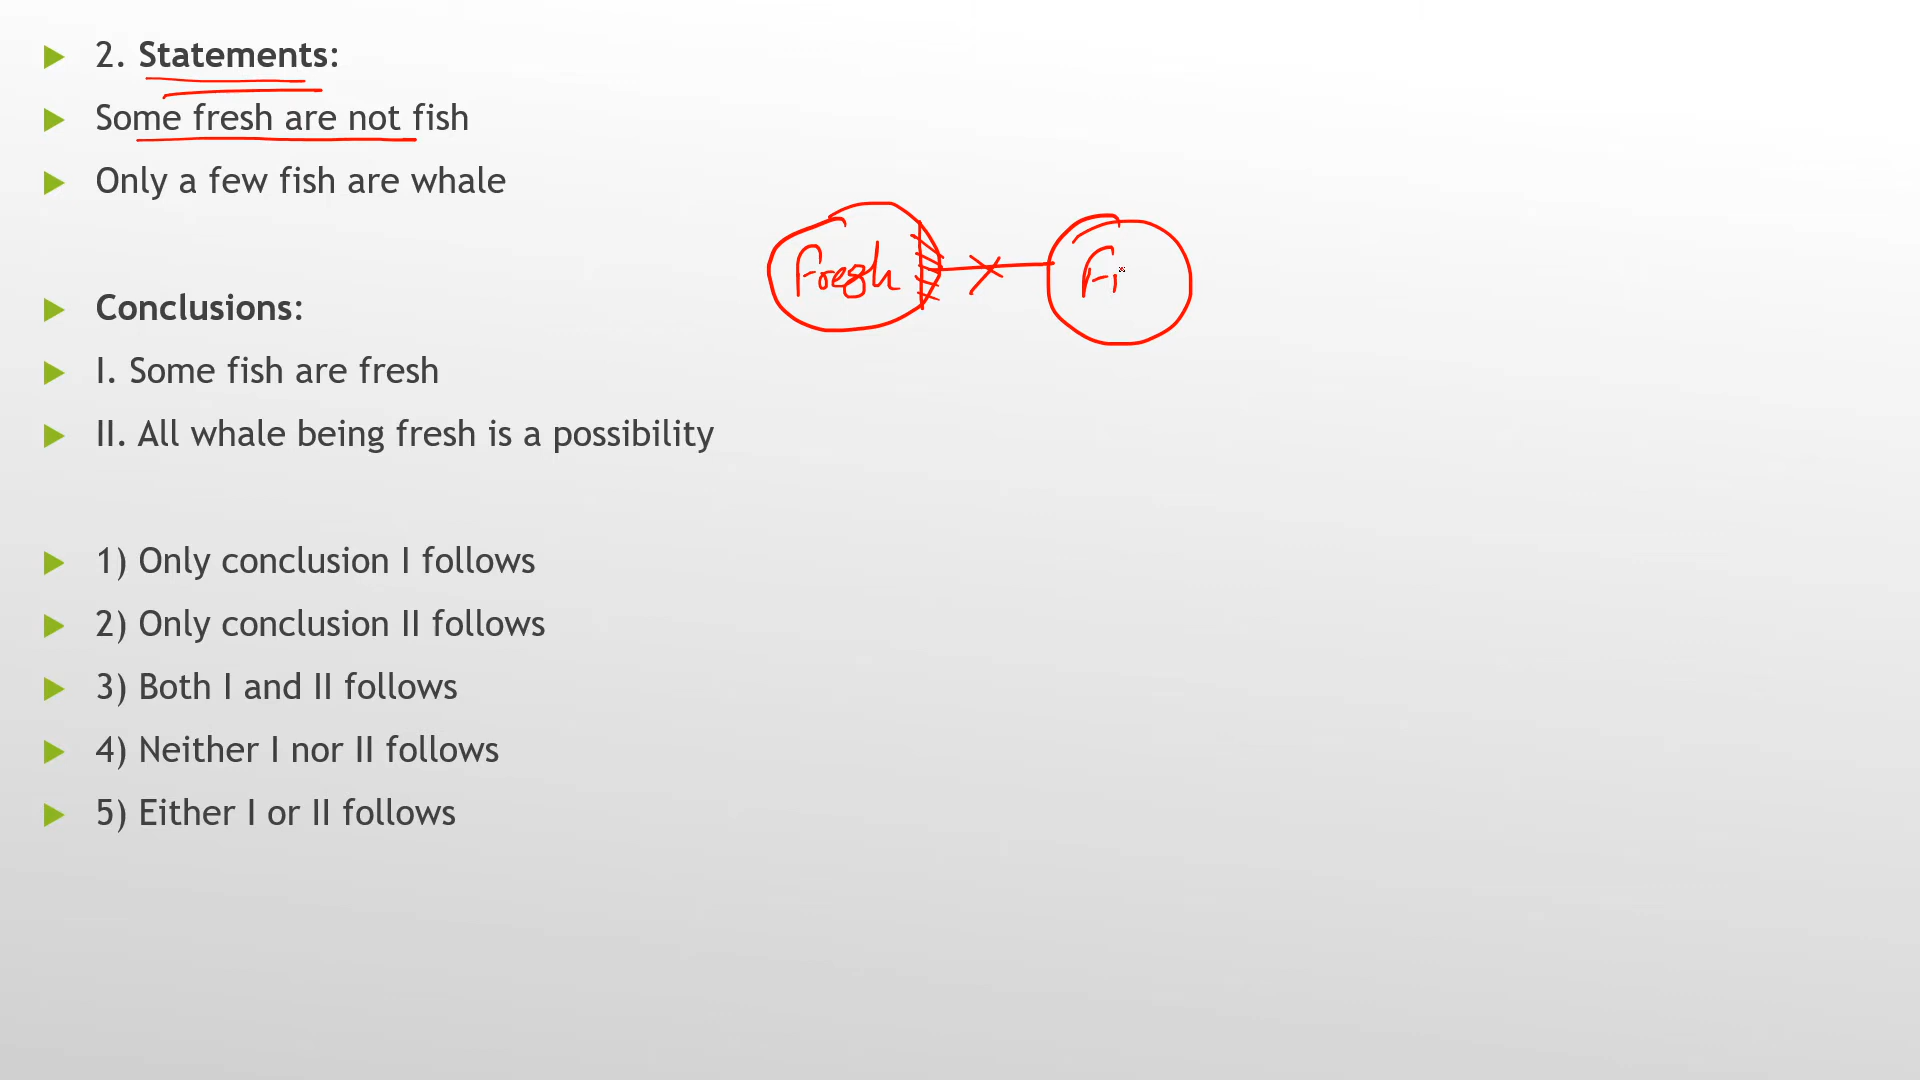 2. Statements:
Some fresh are not fish
Only a few fish are whale
Fresh
Fi
Conclusions:
I. Some fish are fresh
II. All whale being fresh is a possibility
1) Only conclusion I follows
2) Only conclusion II follows
3) Both I and II follows
4) Neither I nor II follows
5) Either I or II follows